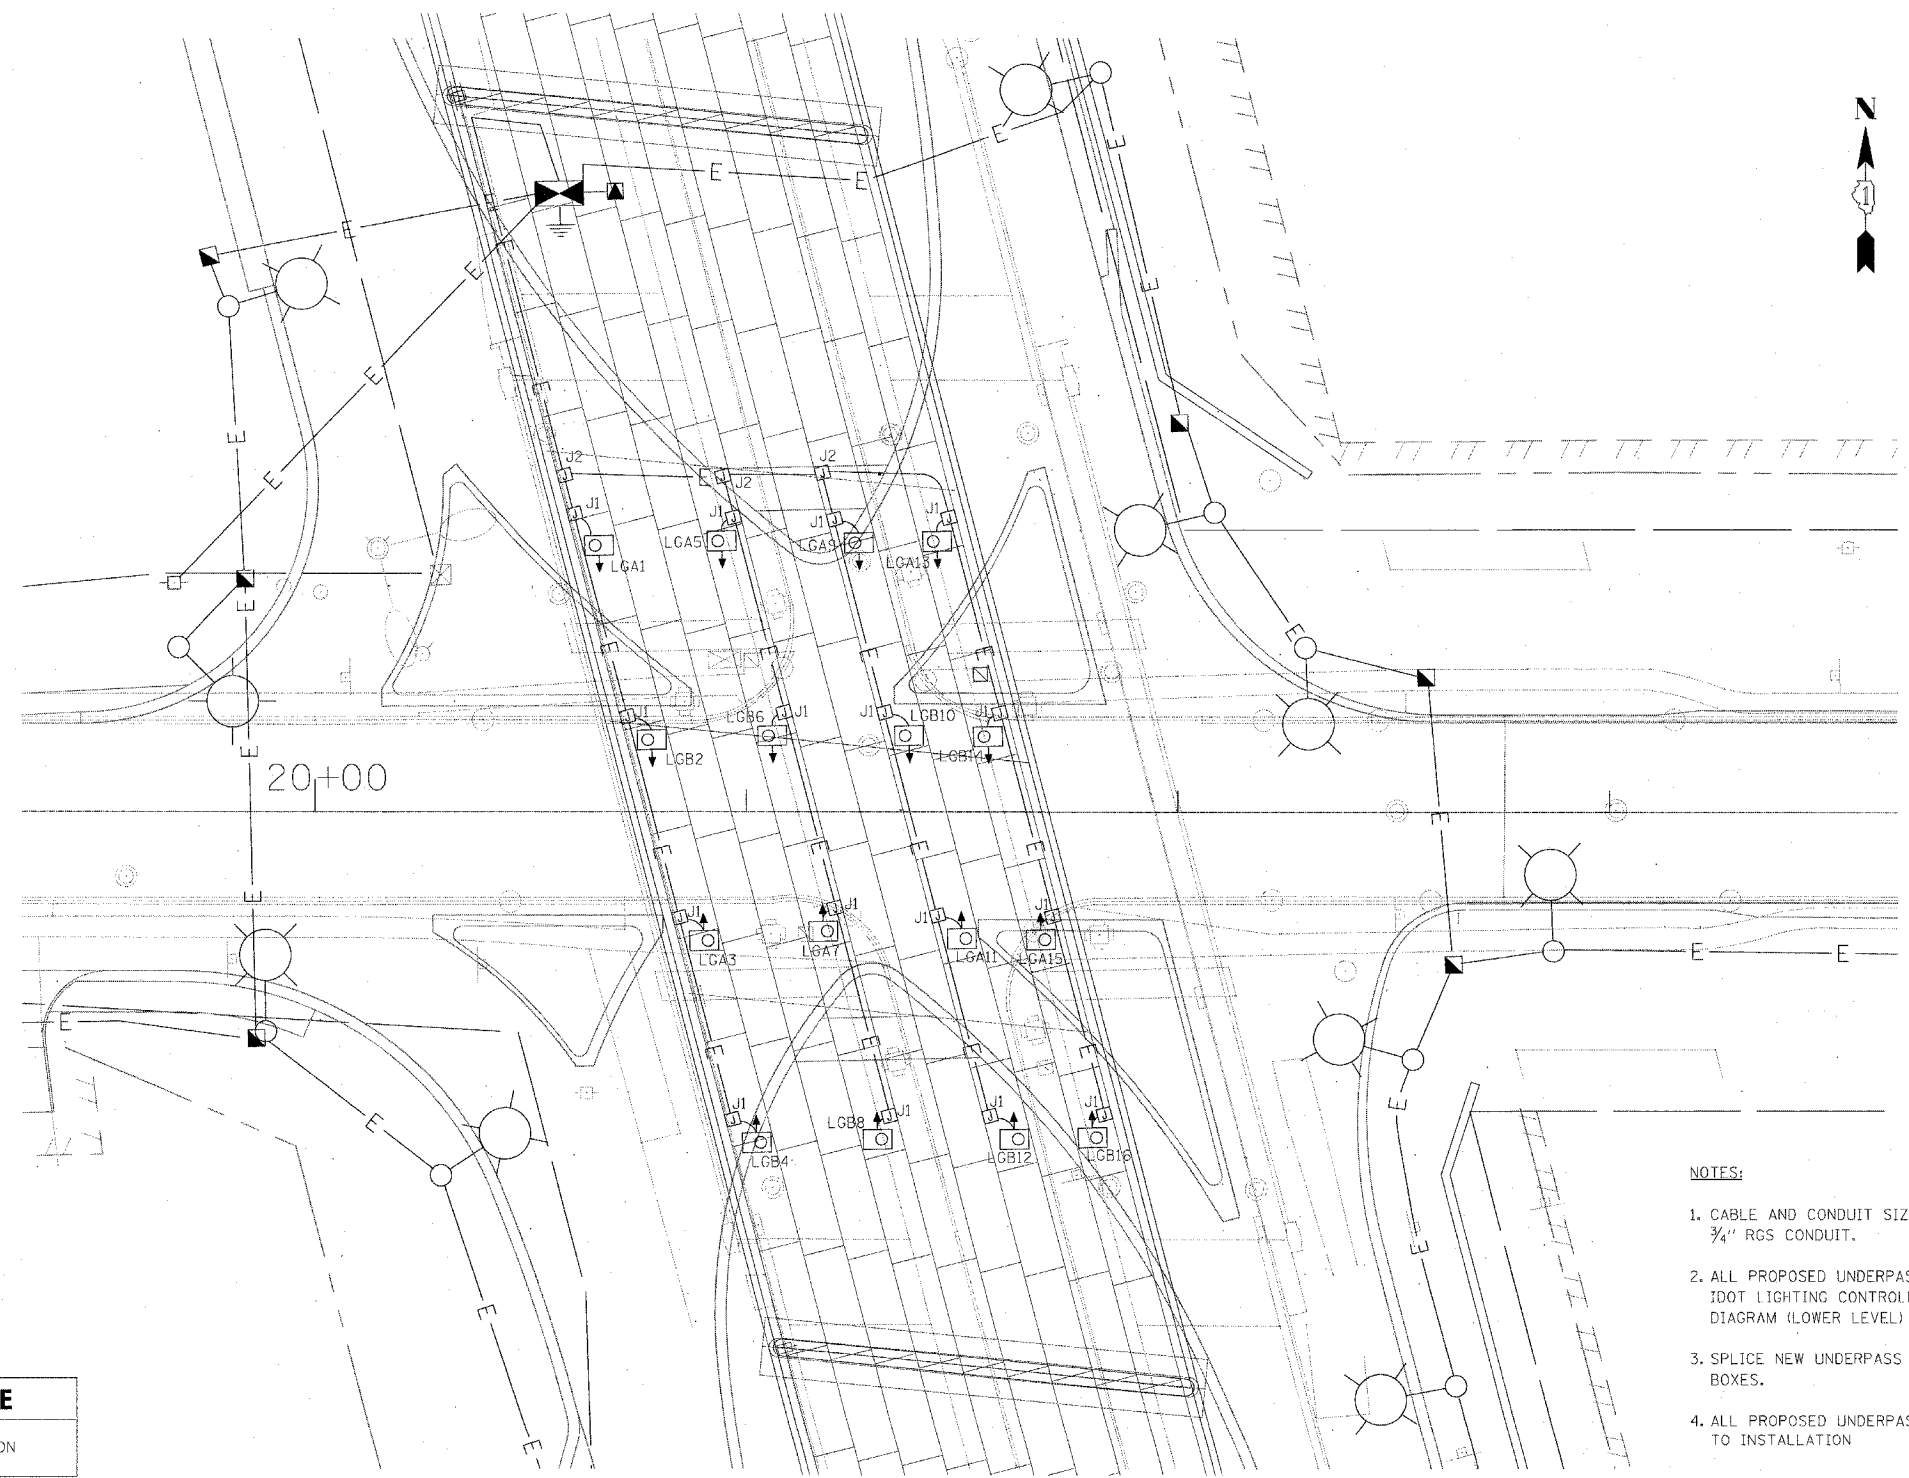 N
1
E
E
E
E
E
E
E
E
E
E
E
E
E
E
J2
E
J2
J2
J1
J1
J1
J1
LGA1
LGA5
LGA9
LGA13
E
E
E
E
E
E
J1
J1
J1
J1
LGB2
LGB6
LGB10
LGB14
E
20+00
E
E
E
E
E
E
J1
J1
J1
J1
LGA3
LGA7
LGA11
LGA15
E
E
E
E
E
E
E
E
E
E
J1
J1
J1
J1
LGB4
LGB8
LGB12
LGB16
E
E
E
NOTES:
1. CABLE AND CONDUIT SIZ
3/4'' RGS CONDUIT.
2. ALL PROPOSED UNDERPAS
IDOT LIGHTING CONTROL
DIAGRAM (LOWER LEVEL)
3. SPLICE NEW UNDERPASS
BOXES.
4. ALL PROPOSED UNDERPAS
TO INSTALLATION
E
ON